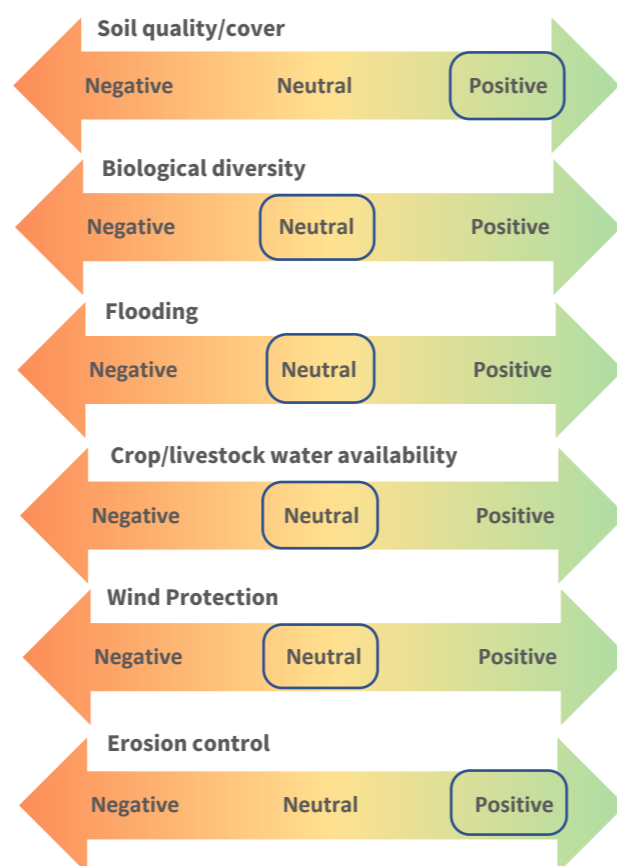 Soil quality/cover
Negative Neutral Positive
Biological diversity
Negative Neutral Positive
Flooding
Negative Neutral Positive
Crop/livestock water availability
Negative Neutral Positive
Wind Protection
Negative Neutral Positive
Erosion control
Negative Neutral Positive